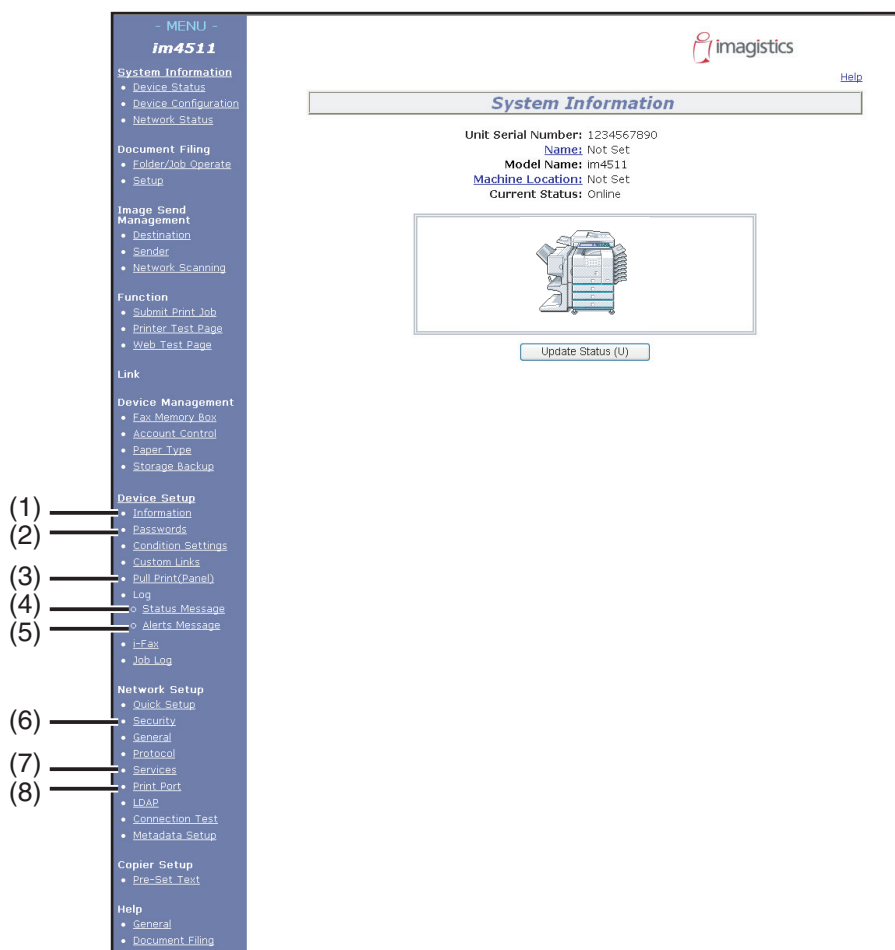 - MENU -
im4511
System Information
• Device Status
• Device Configuration
• Network Status
Document Filing
• Folder/Job Operate
• Setup
Image Send
Management
• Destination
• Sender
• Network Scanning
Function
• Submit Print Job
• Printer Test Page
• Web Test Page
Link
Device Management
• Fax Memory Box
• Account Control
• Paper Type
• Storage Backup
Device Setup
(1) • Information
(2) • Passwords
• Condition Settings
• Custom Links
(3) • Pull Print(Panel)
• Log
(4) o Status Message
(5) o Alerts Message
• i-Fax
• Job Log
Network Setup
• Quick Setup
(6) • Security
• General
• Protocol
(7) • Services
(8) • Print Port
• LDAP
• Connection Test
• Metadata Setup
Copier Setup
• Pre-Set Text
Help
• General
• Document Filing
imagistics
Help
System Information
Unit Serial Number: 1234567890
Name: Not Set
Model Name: im4511
Machine Location: Not Set
Current Status: Online
Update Status (U)